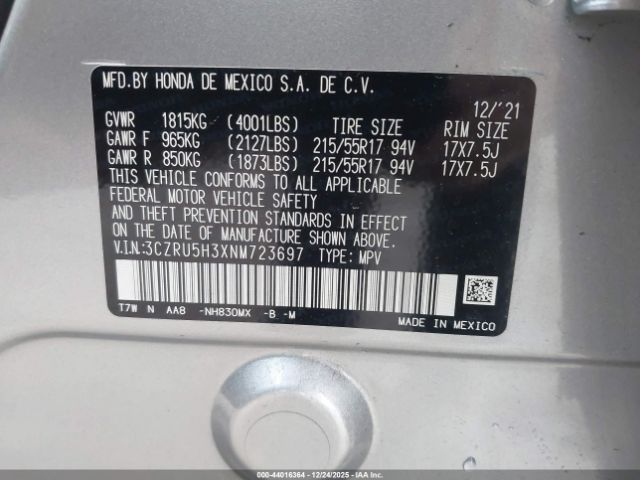 MFD.BY HONDA DE MEXICO S.A. DE C.V.
12/'21
GVWR 1815KG (4001LBS) TIRE SIZE RIM SIZE
GAWR F 965KG (2127LBS) 215/55R17 94V 17X7.5J
GAWR R 850KG (1873LBS) 215/55R17 94V 17X7.5J
THIS VEHICLE CONFORMS TO ALL APPLICABLE
FEDERAL MOTOR VEHICLE SAFETY
AND THEFT PREVENTION STANDARDS IN EFFECT
ON THE DATE OF MANUFACTURE SHOWN ABOVE.
V.I.N.:3CZRU5H3XNM723697 TYPE: MPV
T7W N AA8 -NH830MX -B -M
MADE IN MEXICO
000-44016364 - 12/24/2025 - IAAI.COM